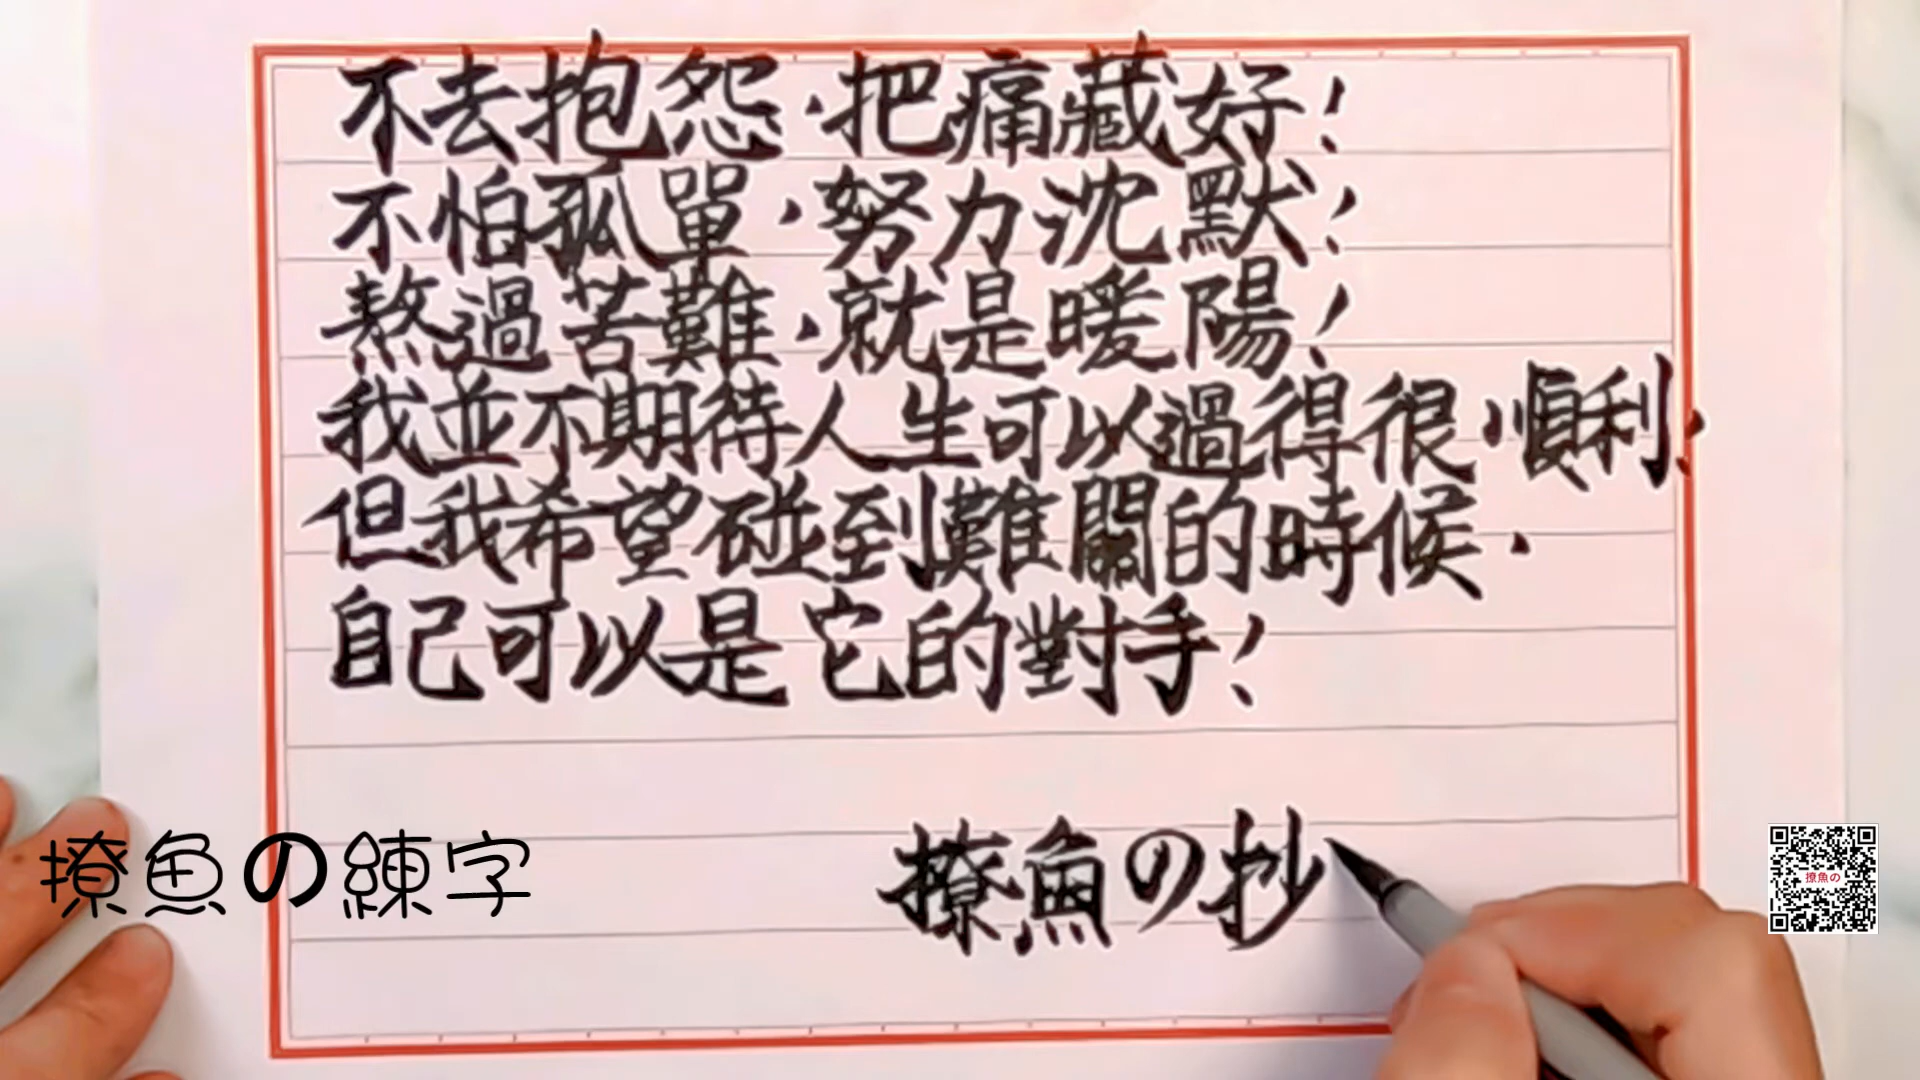 不去抱怨，把痛藏好！
不怕孤單，努力沈默！
熬過苦難，就是暖陽！
我並不期待人生可以過得很順利，
但我希望碰到難關的時候，
自己可以是它的對手！
撩魚の抄
撩魚の練字
撩魚の